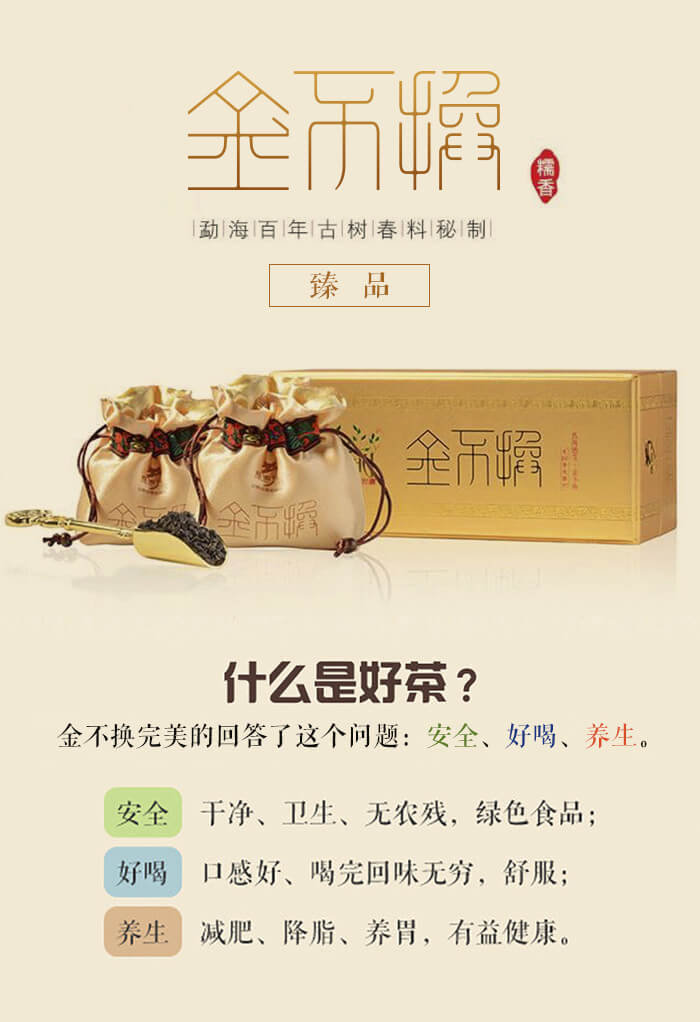 金不换
糯香
勐海百年古树春料秘制
臻品
金不换
金不换
金不换
什么是好茶？
金不换完美的回答了这个问题：安全、好喝、养生。
安全 干净、卫生、无农残，绿色食品；
好喝 口感好、喝完回味无穷，舒服；
养生 减肥、降脂、养胃，有益健康。